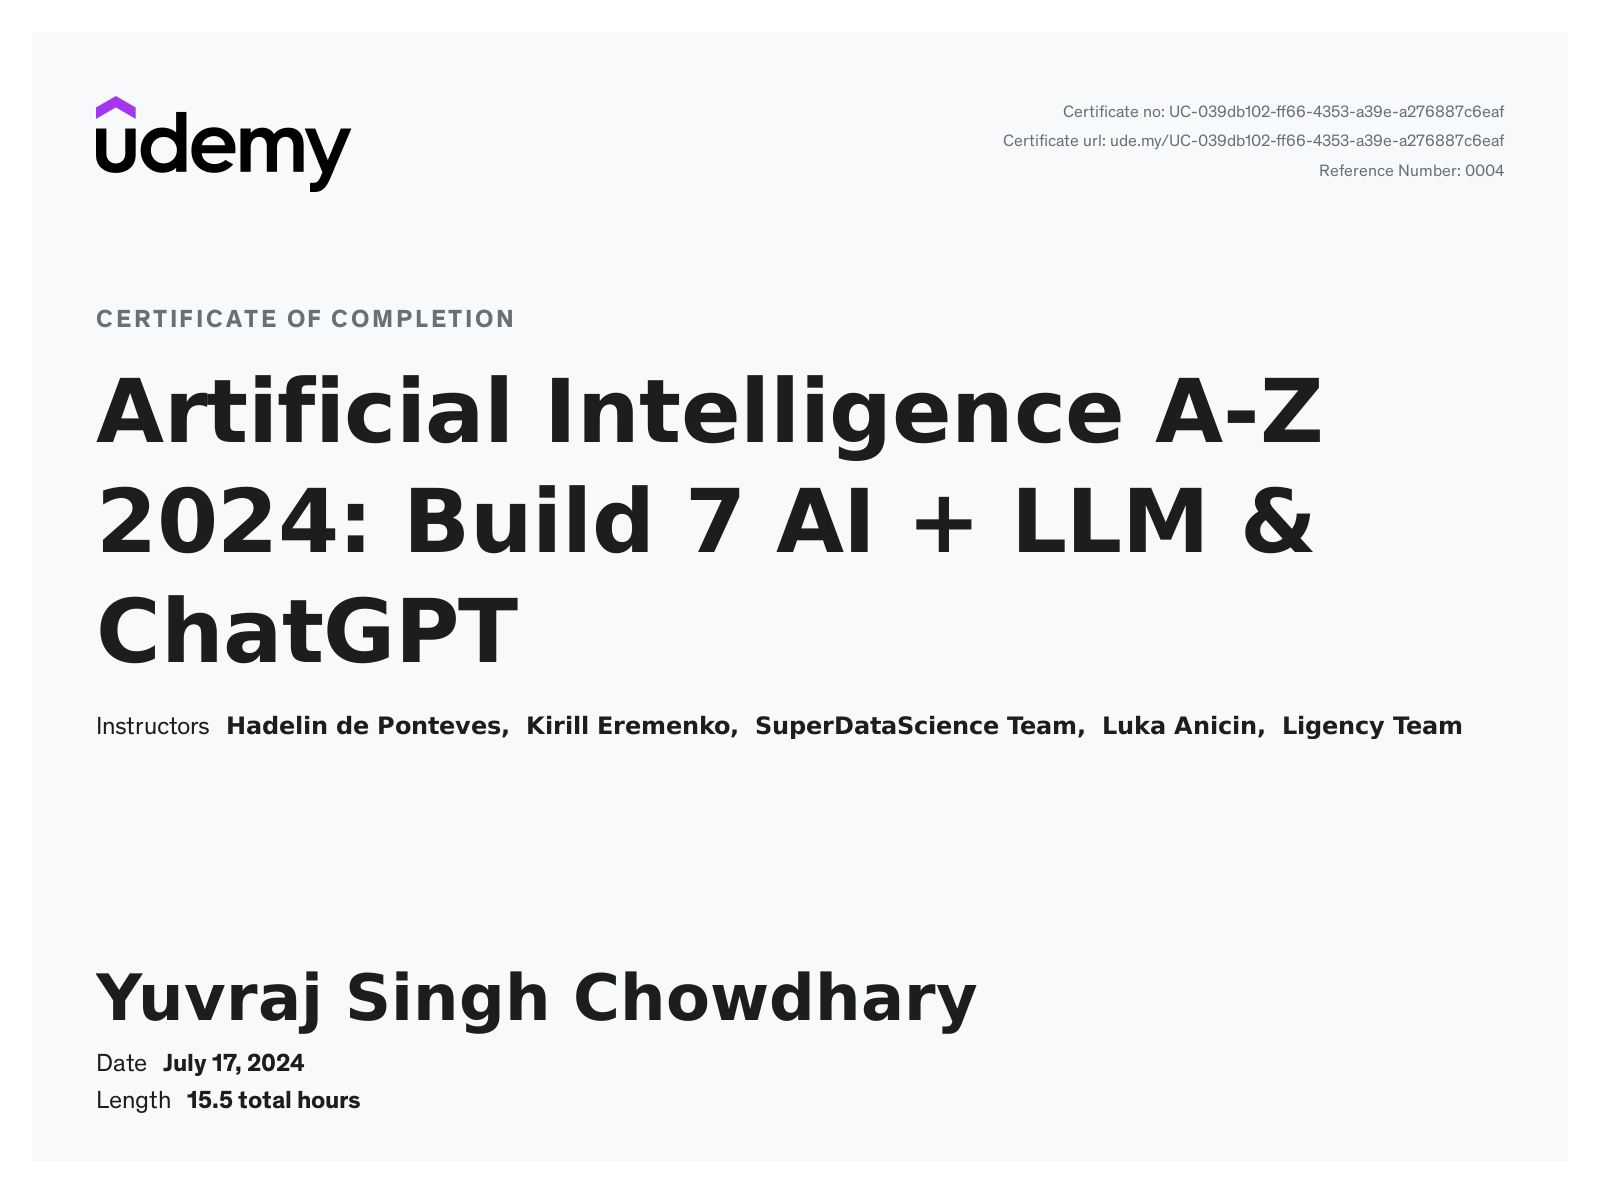 udemy
Certificate no: UC-039db102-ff66-4353-a39e-a276887c6eaf
Certificate url: ude.my/UC-039db102-ff66-4353-a39e-a276887c6eaf
Reference Number: 0004
CERTIFICATE OF COMPLETION
Artificial Intelligence A-Z
2024: Build 7 AI + LLM &
ChatGPT
Instructors Hadelin de Ponteves, Kirill Eremenko, SuperDataScience Team, Luka Anicin, Ligency Team
Yuvraj Singh Chowdhary
Date July 17, 2024
Length 15.5 total hours